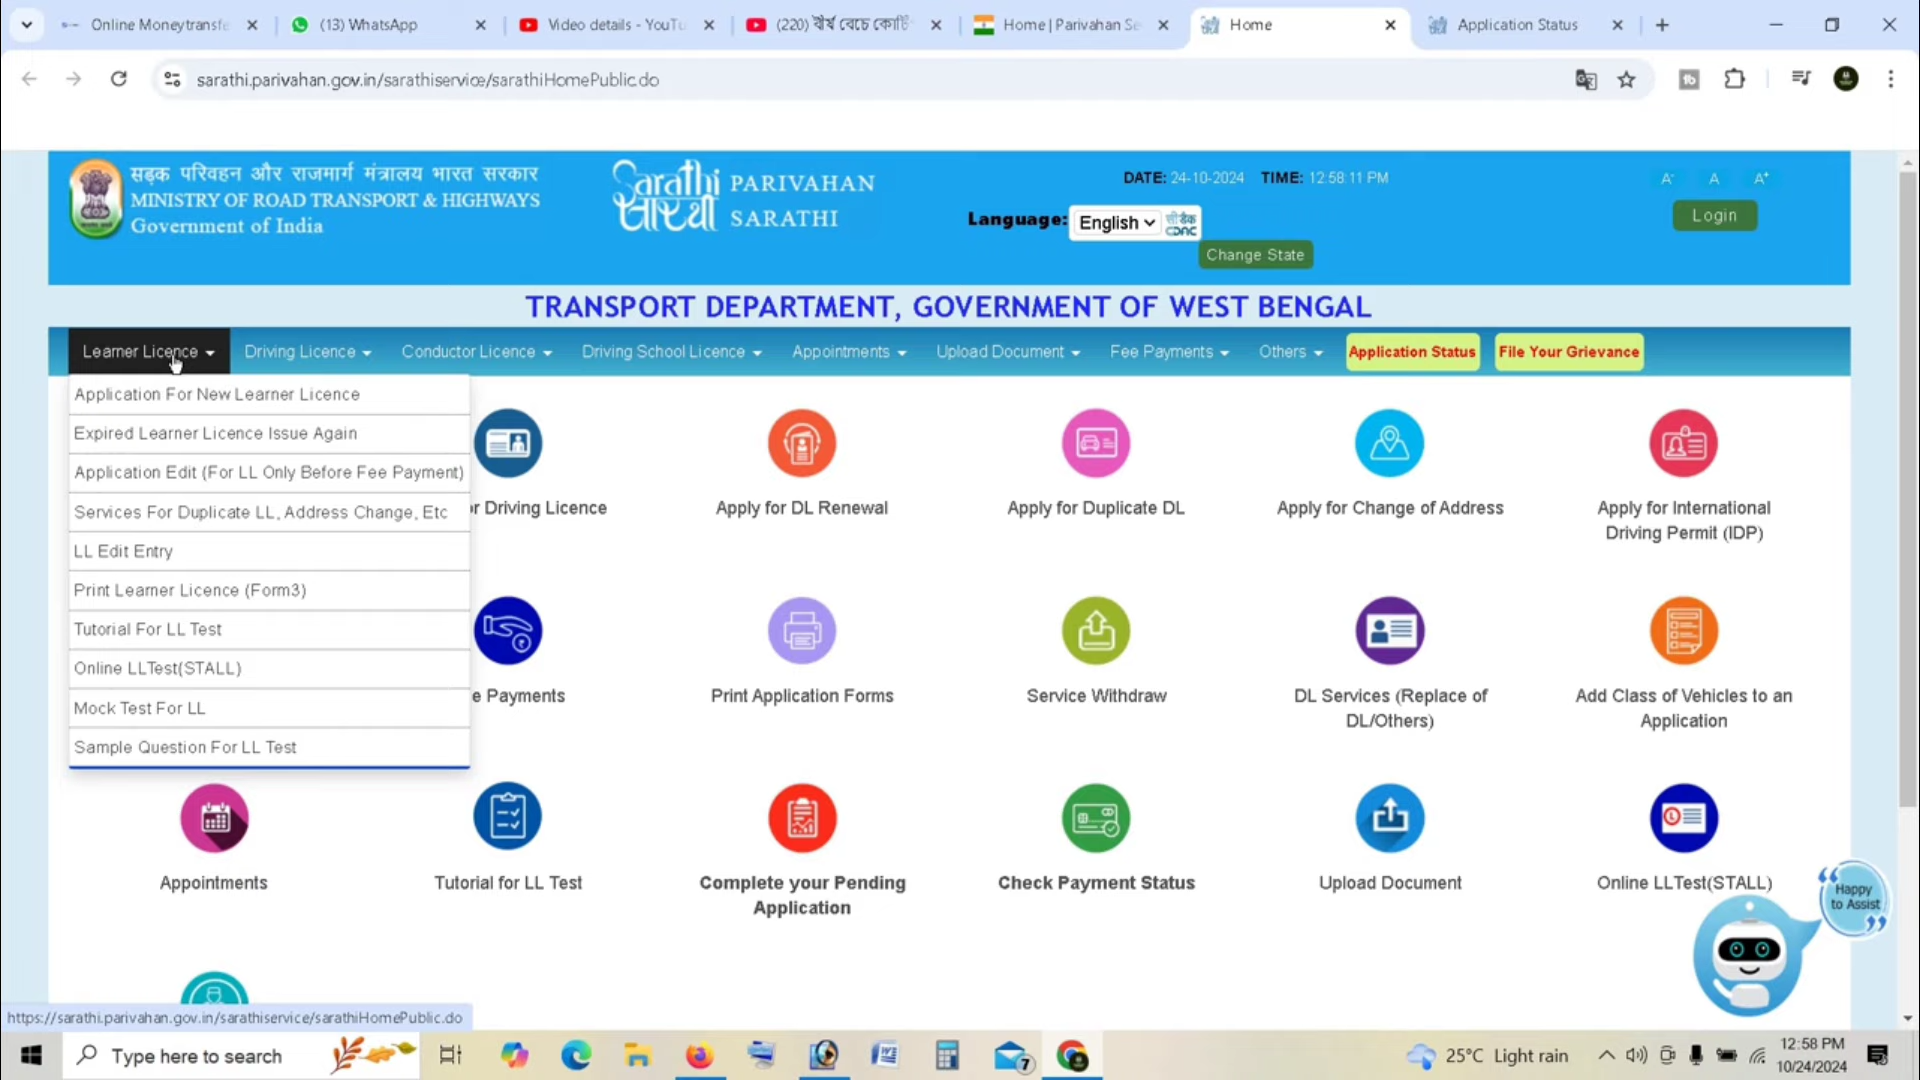 Online Moneytransfe
(13) WhatsApp
Video details - YouTu
(220) বীর্য বেচে কোটি
Home | Parivahan Se
Home
Application Status
sarathi.parivahan.gov.in/sarathiservice/sarathiHomePublic.do
सड़क परिवहन और राजमार्ग मंत्रालय भारत सरकार
MINISTRY OF ROAD TRANSPORT & HIGHWAYS
Government of India
Sarathi
सारथी
PARIVAHAN
SARATHI
DATE: 24-10-2024 TIME: 12:58:11 PM
Language: English
सीडैक
CDAC
Change State
A- A A+
Login
TRANSPORT DEPARTMENT, GOVERNMENT OF WEST BENGAL
Learner Licence Driving Licence Conductor Licence Driving School Licence Appointments Upload Document Fee Payments Others Application Status File Your Grievance
Application For New Learner Licence
Expired Learner Licence Issue Again
Application Edit (For LL Only Before Fee Payment)
Services For Duplicate LL, Address Change, Etc
LL Edit Entry
Print Learner Licence (Form3)
Tutorial For LL Test
Online LLTest(STALL)
Mock Test For LL
Sample Question For LL Test
r Driving Licence
Apply for DL Renewal
Apply for Duplicate DL
Apply for Change of Address
Apply for International
Driving Permit (IDP)
e Payments
Print Application Forms
Service Withdraw
DL Services (Replace of
DL/Others)
Add Class of Vehicles to an
Application
Appointments
Tutorial for LL Test
Complete your Pending
Application
Check Payment Status
Upload Document
Online LLTest(STALL)
Happy
to Assist
https://sarathi.parivahan.gov.in/sarathiservice/sarathiHomePublic.do
Type here to search
7
25°C Light rain
12:58 PM
10/24/2024